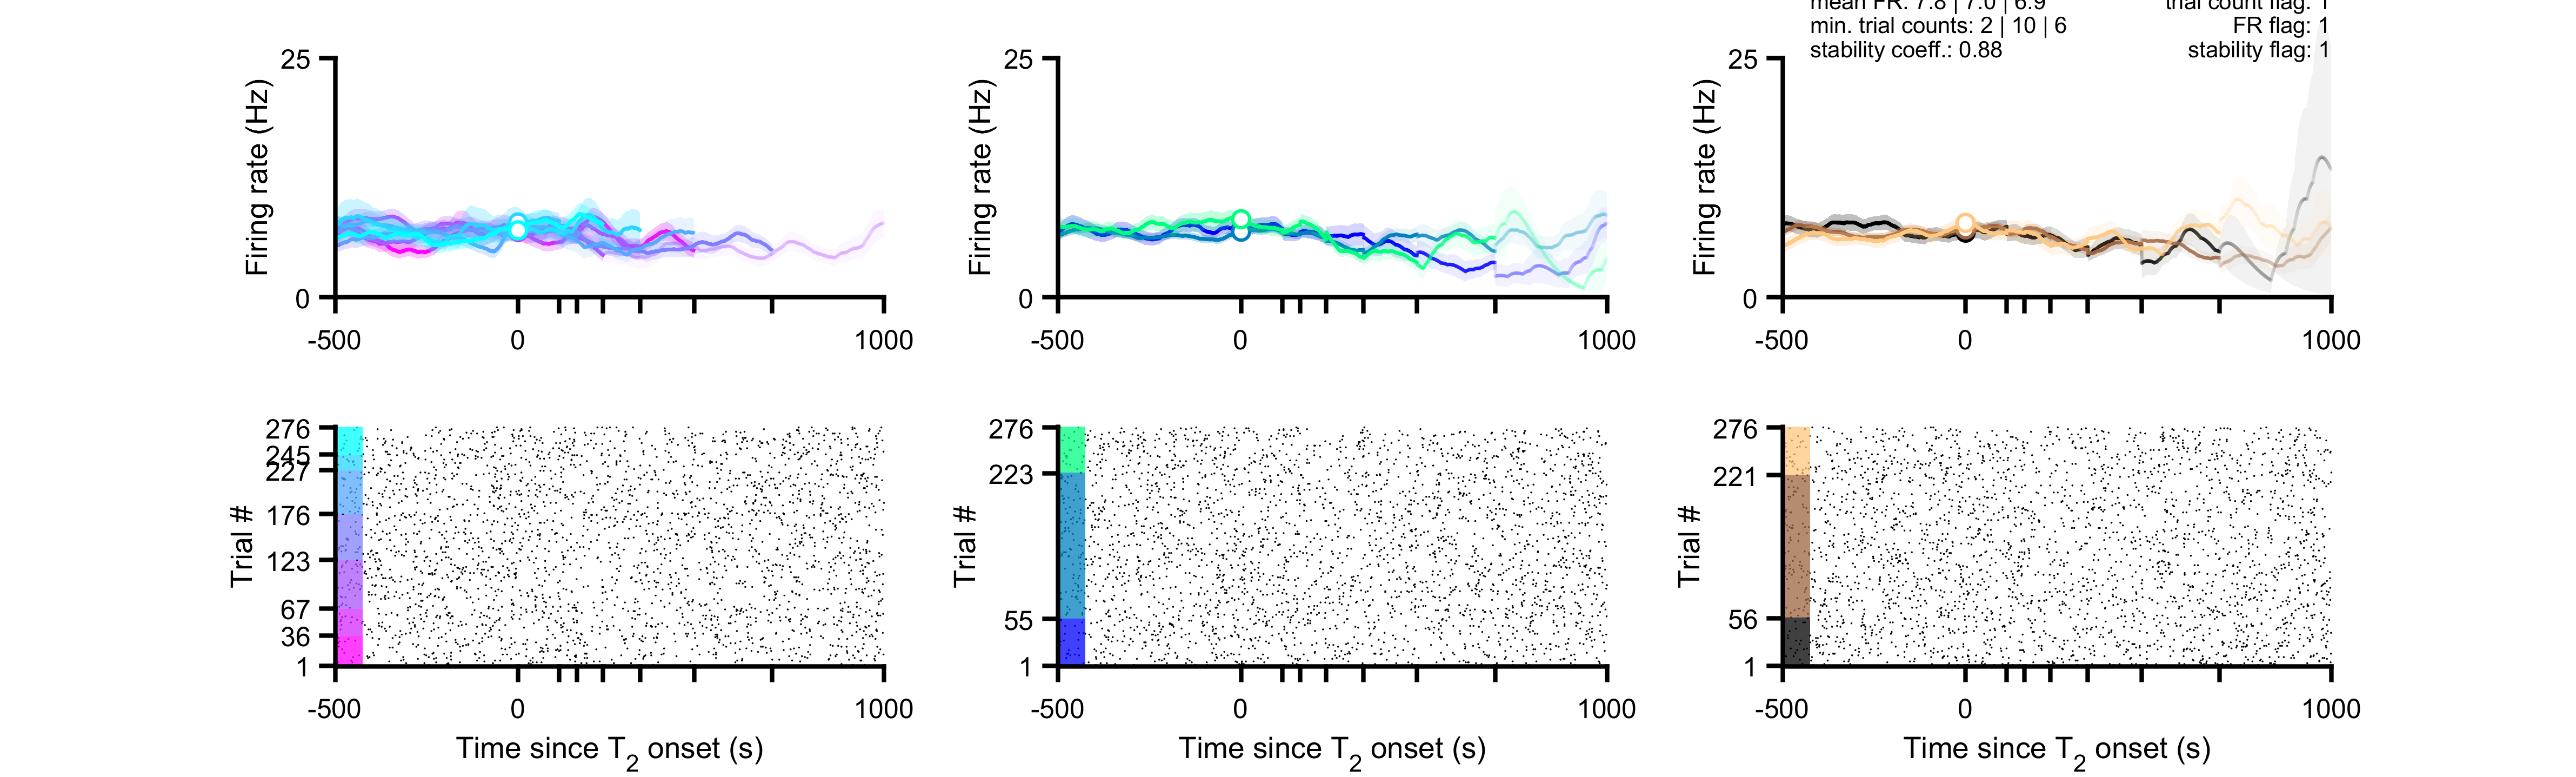 mean FR: 7.8 | 7.0 | 6.9
trial count flag: 1
min. trial counts: 2 | 10 | 6
FR flag: 1
stability coeff.: 0.88
stability flag: 1
25
Firing rate (Hz)
0
-500
0
1000
25
Firing rate (Hz)
0
-500
0
1000
25
Firing rate (Hz)
0
-500
0
1000
276
245
227
176
123
67
36
1
Trial #
-500
0
1000
Time since T2 onset (s)
276
223
55
1
Trial #
-500
0
1000
Time since T2 onset (s)
276
221
56
1
Trial #
-500
0
1000
Time since T2 onset (s)